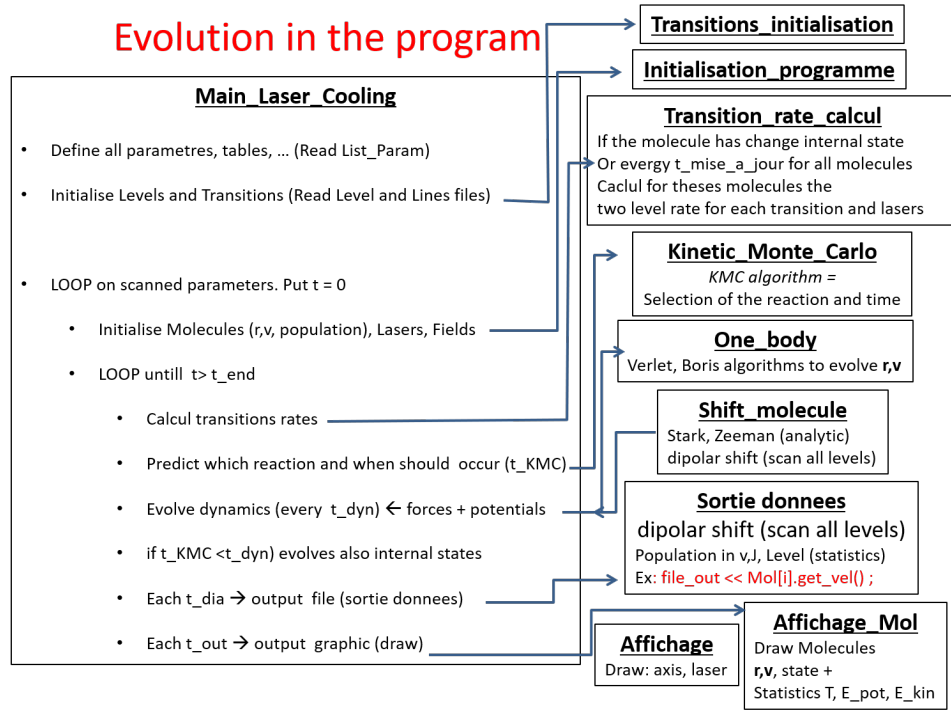 Evolution in the program
Main_Laser_Cooling
• Define all parametres, tables, ... (Read List_Param)
• Initialise Levels and Transitions (Read Level and Lines files)
• LOOP on scanned parameters. Put t = 0
• Initialise Molecules (r,v, population), Lasers, Fields
• LOOP untill t> t_end
• Calcul transitions rates
• Predict which reaction and when should occur (t_KMC)
• Evolve dynamics (every t_dyn) ← forces + potentials
• if t_KMC <t_dyn) evolves also internal states
• Each t_dia → output file (sortie donnees)
• Each t_out → output graphic (draw)
Transitions_initialisation
Initialisation_programme
Transition_rate_calcul
If the molecule has change internal state
Or evergy t_mise_a_jour for all molecules
Caclul for theses molecules the
two level rate for each transition and lasers
Kinetic_Monte_Carlo
KMC algorithm =
Selection of the reaction and time
One_body
Verlet, Boris algorithms to evolve r,v
Shift_molecule
Stark, Zeeman (analytic)
dipolar shift (scan all levels)
Sortie donnees
dipolar shift (scan all levels)
Population in v,J, Level (statistics)
Ex: file_out << Mol[i].get_vel() ;
Affichage
Draw: axis, laser
Affichage_Mol
Draw Molecules
r,v, state +
Statistics T, E_pot, E_kin